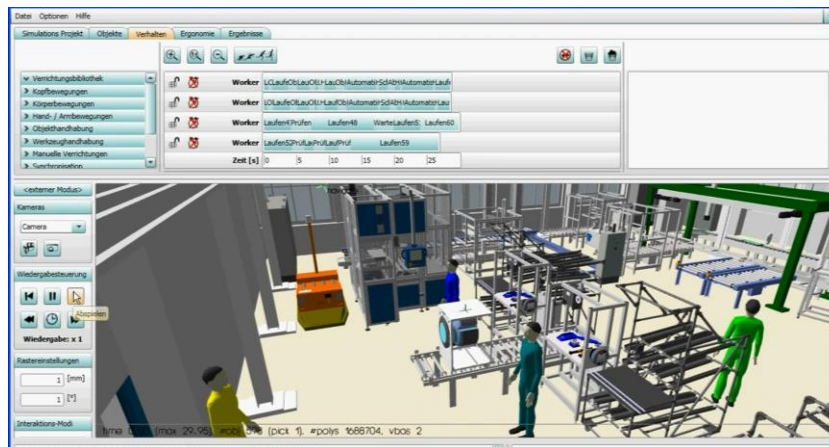 Datei Optionen Hilfe
Simulations Projekt Objekte Verhalten Ergonomie Ergebnisse
Verrichtungsbibliothek
Kopfbewegungen
Körperbewegungen
Hand- / Armbewegungen
Objekthandhabung
Werkzeughandhabung
Manuelle Verrichtungen
Synchronisation
Worker
Worker
Worker Prüfen Laufen48 Laufen60
Worker Laufen59
Zeit [s] 0 5 10 15 20 25
<externer Modus>
Kameras
Camera
Wiedergabesteuerung
Abspielen
Wiedergabe: x 1
Rastereinstellungen
1 [mm]
1 [°]
Interaktions-Modi
(max 29.95), (pick 1), #polys 1688704, vbos 2